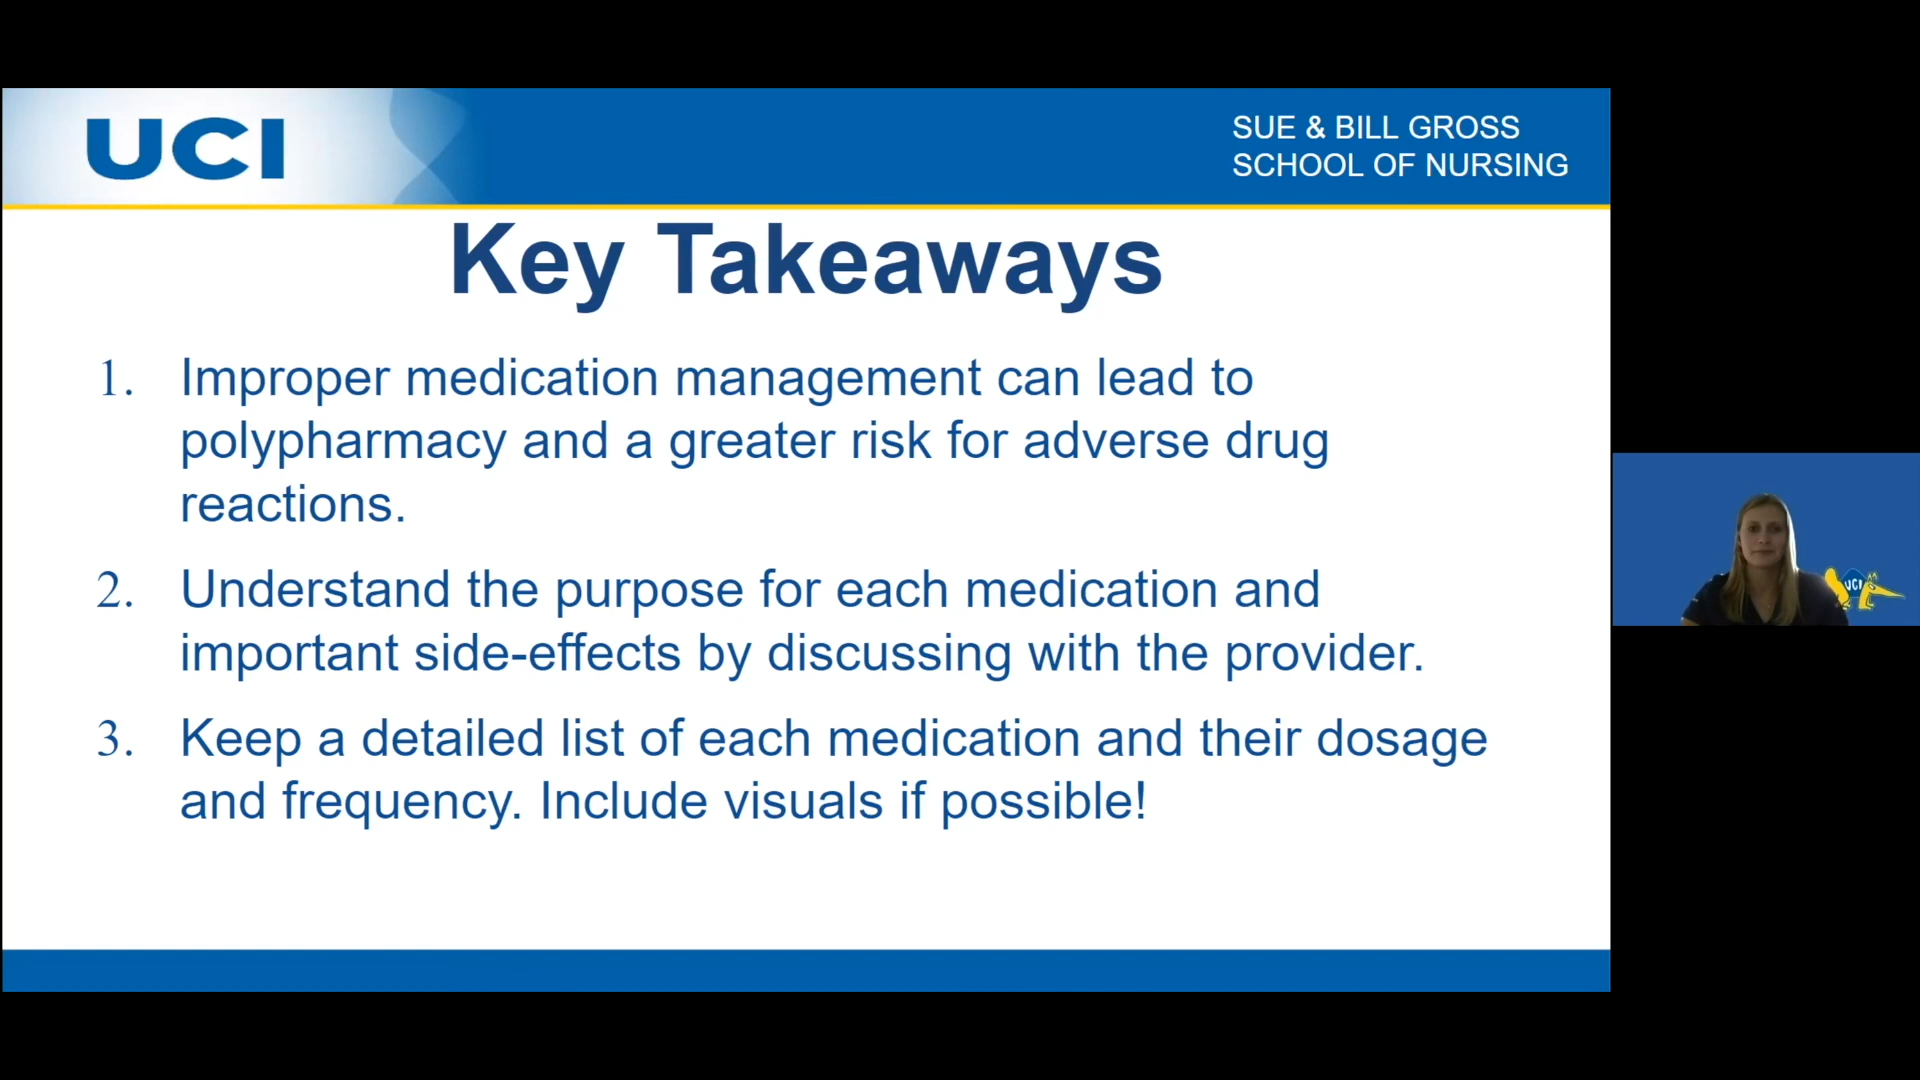 UCI
SUE & BILL GROSS
SCHOOL OF NURSING
Key Takeaways
1. Improper medication management can lead to
polypharmacy and a greater risk for adverse drug
reactions.
2. Understand the purpose for each medication and
important side-effects by discussing with the provider.
3. Keep a detailed list of each medication and their dosage
and frequency. Include visuals if possible!
UCI